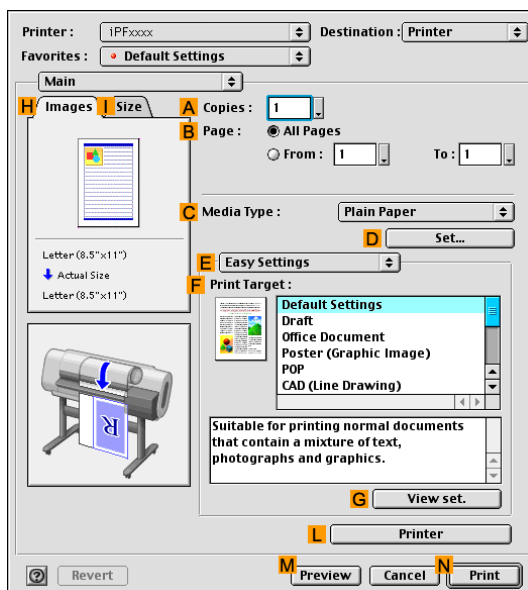 Printer : iPFxxxx Destination : Printer
Favorites : Default Settings
Main
H Images I Size
A Copies : 1
B Page : All Pages
From : 1 To : 1
C Media Type : Plain Paper
D Set...
Letter (8.5"x11")
Actual Size
Letter (8.5"x11")
E Easy Settings
F Print Target :
Default Settings
Draft
Office Document
Poster (Graphic Image)
POP
CAD (Line Drawing)
R
Suitable for printing normal documents
that contain a mixture of text,
photographs and graphics.
G View set.
L Printer
? Revert M Preview Cancel N Print